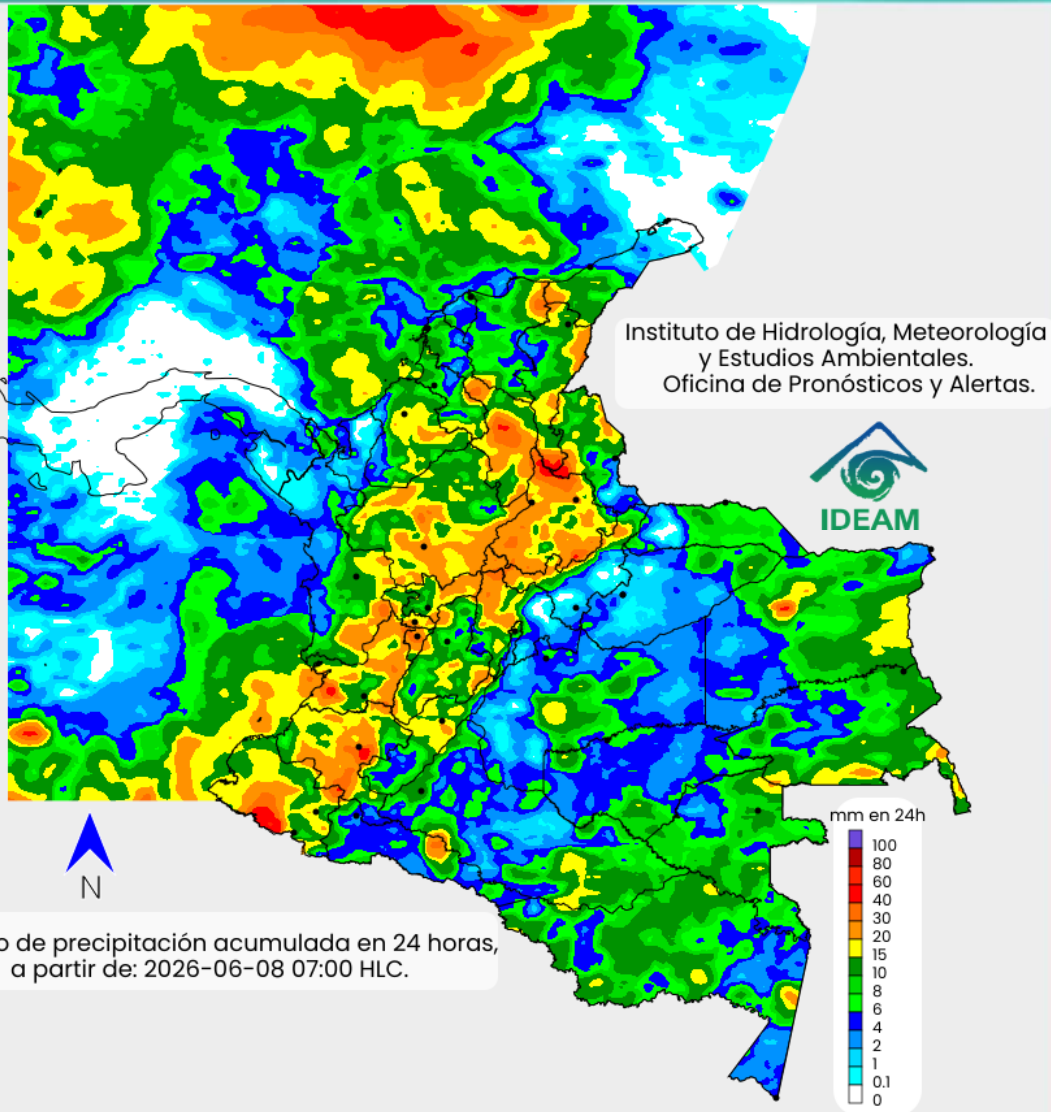 Instituto de Hidrología, Meteorología
y Estudios Ambientales.
Oficina de Pronósticos y Alertas.
IDEAM
mm en 24h
100
80
60
40
30
20
15
10
8
6
4
2
1
0.1
0
N
de precipitación acumulada en 24 horas,
a partir de: 2026-06-08 07:00 HLC.